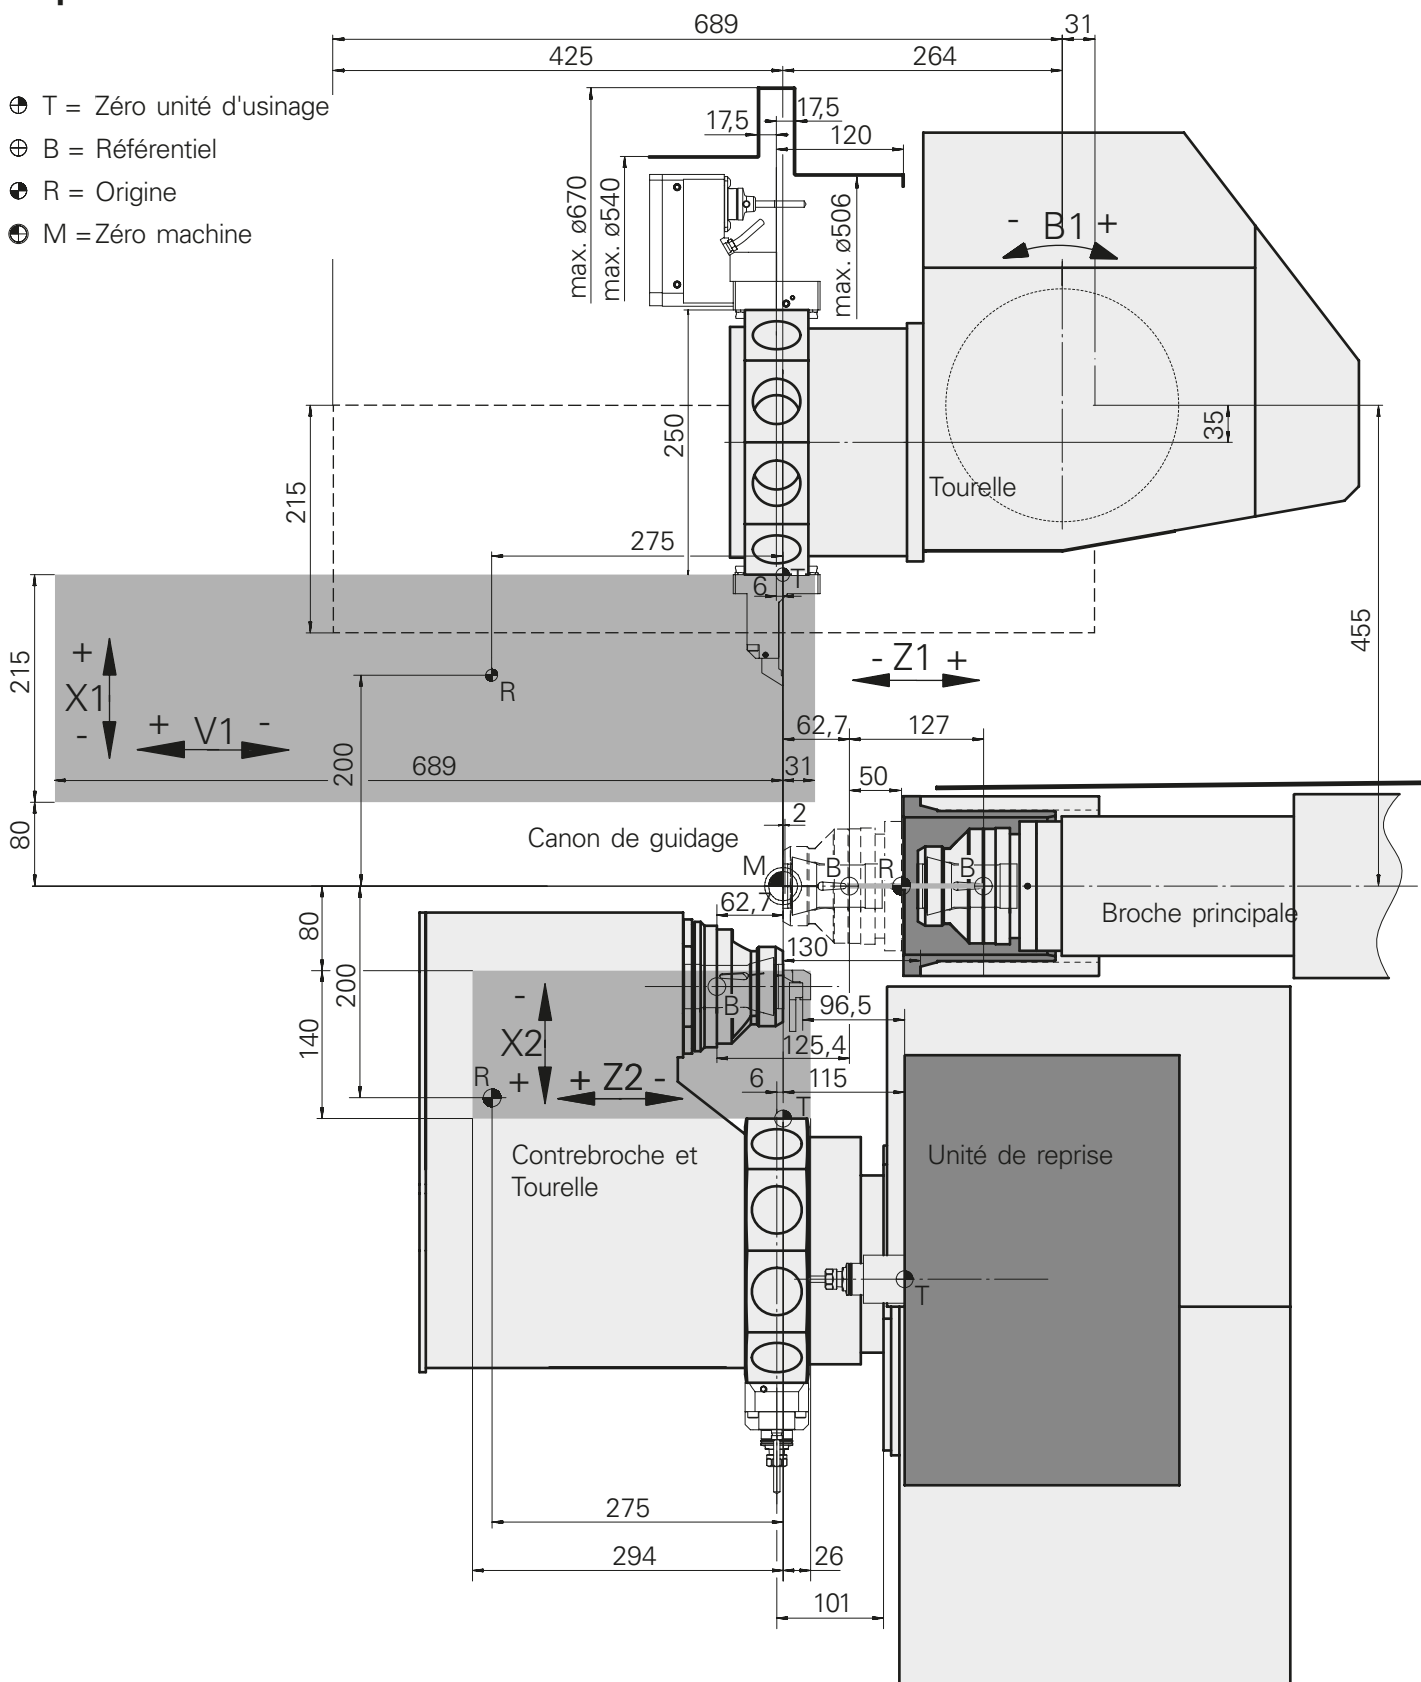 689
31
425
264
T = Zéro unité d'usinage
B = Référentiel
R = Origine
M = Zéro machine
17,5
17,5
120
max. ø670
max. ø540
max. ø506
- B1 +
250
35
Tourelle
215
275
T
6
455
215
+
X1
-
+ V1 -
R
- Z1 +
200
689
31
62,7
127
50
80
2
Canon de guidage
M
B
R
B
Broche principale
80
62,7
130
200
140
-
X2
+
B
96,5
125,4
R
+ Z2 -
6
115
T
Contrebroche et
Tourelle
Unité de reprise
T
275
294
26
101